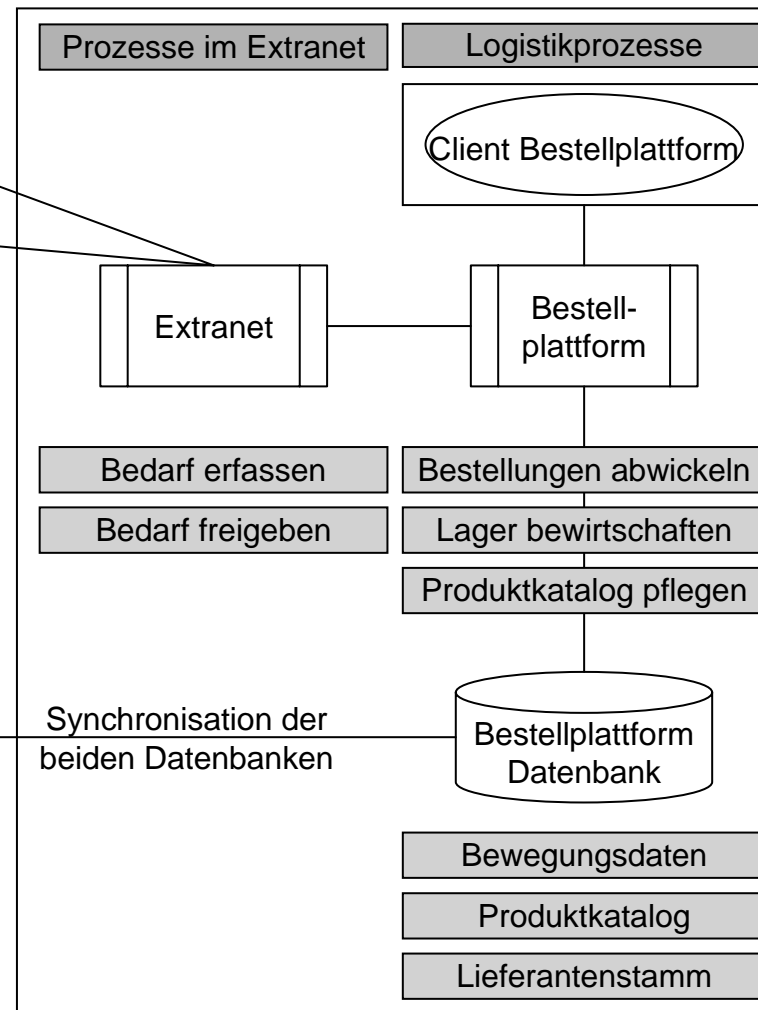 Prozesse im Extranet
Logistikprozesse
Client Bestellplattform
Extranet
Bestell-
plattform
Bedarf erfassen
Bestellungen abwickeln
Bedarf freigeben
Lager bewirtschaften
Produktkatalog pflegen
Synchronisation der
beiden Datenbanken
Bestellplattform
Datenbank
Bewegungsdaten
Produktkatalog
Lieferantenstamm